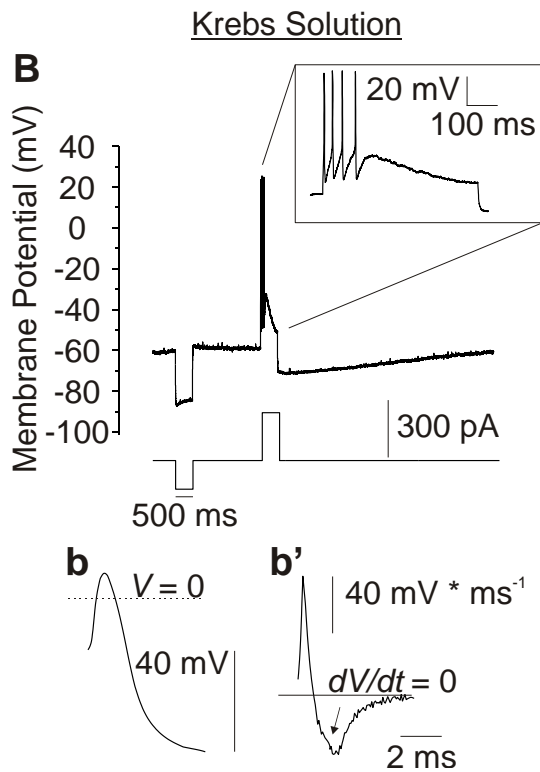 Krebs Solution
B
Membrane Potential (mV)
40
20
0
-20
-40
-60
-80
-100
20 mV
100 ms
300 pA
500 ms
b
V = 0
40 mV
b'
40 mV * ms-1
dV/dt = 0
2 ms